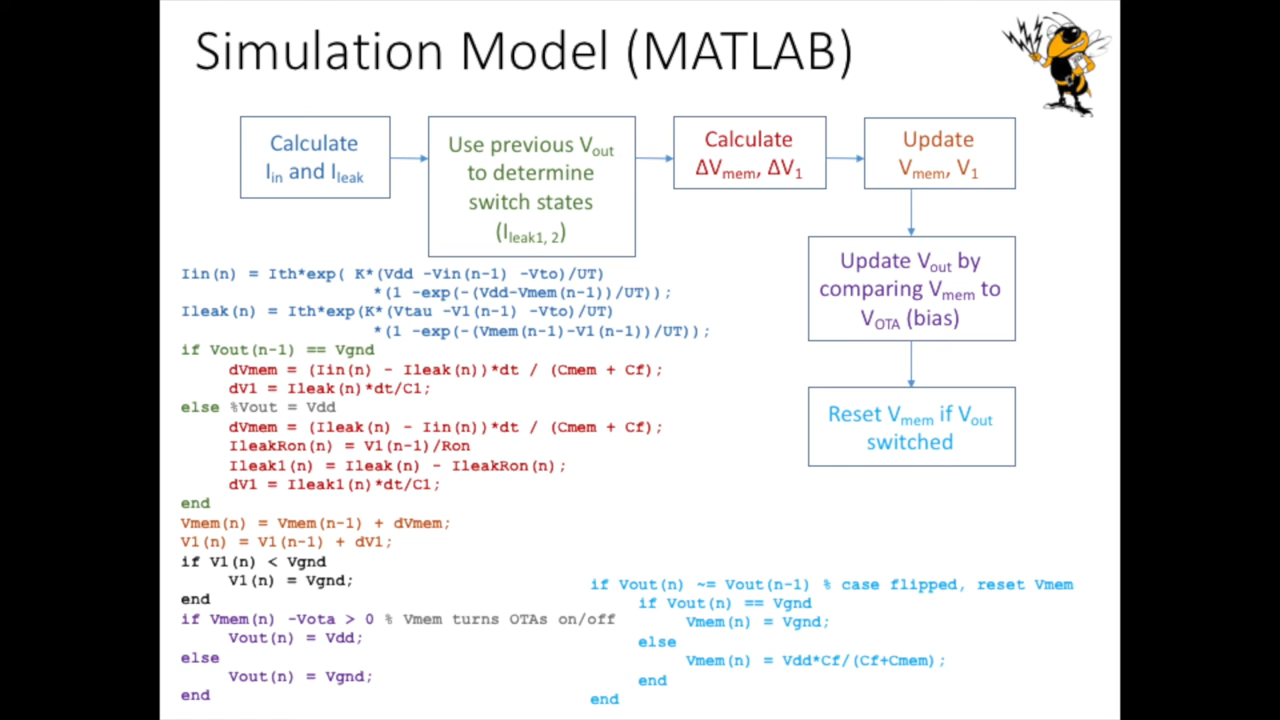 Simulation Model (MATLAB)
Calculate
Iin and Ileak
Use previous Vout
to determine
switch states
(Ileak1, 2)
Calculate
ΔVmem, ΔV1
Update
Vmem, V1
Update Vout by
comparing Vmem to
VOTA (bias)
Reset Vmem if Vout
switched
Iin(n) = Ith*exp( K*(Vdd -Vin(n-1) -Vto)/UT)
*(1 -exp(-(Vdd-Vmem(n-1))/UT));
Ileak(n) = Ith*exp(K*(Vtau -V1(n-1) -Vto)/UT)
*(1 -exp(-(Vmem(n-1)-V1(n-1))/UT));
if Vout(n-1) == Vgnd
dVmem = (Iin(n) - Ileak(n))*dt / (Cmem + Cf);
dV1 = Ileak(n)*dt/C1;
else %Vout = Vdd
dVmem = (Ileak(n) - Iin(n))*dt / (Cmem + Cf);
IleakRon(n) = V1(n-1)/Ron
Ileak1(n) = Ileak(n) - IleakRon(n);
dV1 = Ileak1(n)*dt/C1;
end
Vmem(n) = Vmem(n-1) + dVmem;
V1(n) = V1(n-1) + dV1;
if V1(n) < Vgnd
V1(n) = Vgnd;
end
if Vmem(n) -Vota > 0 % Vmem turns OTAs on/off
Vout(n) = Vdd;
else
Vout(n) = Vgnd;
end
if Vout(n) ~= Vout(n-1) % case flipped, reset Vmem
if Vout(n) == Vgnd
Vmem(n) = Vgnd;
else
Vmem(n) = Vdd*Cf/(Cf+Cmem);
end
end